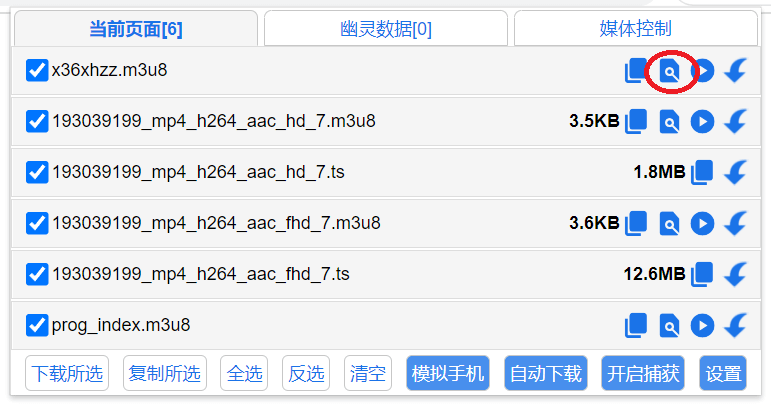 当前页面[6] 幽灵数据[0] 媒体控制
x36xhzz.m3u8
193039199_mp4_h264_aac_hd_7.m3u8 3.5KB
193039199_mp4_h264_aac_hd_7.ts 1.8MB
193039199_mp4_h264_aac_fhd_7.m3u8 3.6KB
193039199_mp4_h264_aac_fhd_7.ts 12.6MB
prog_index.m3u8
下载所选 复制所选 全选 反选 清空 模拟手机 自动下载 开启捕获 设置